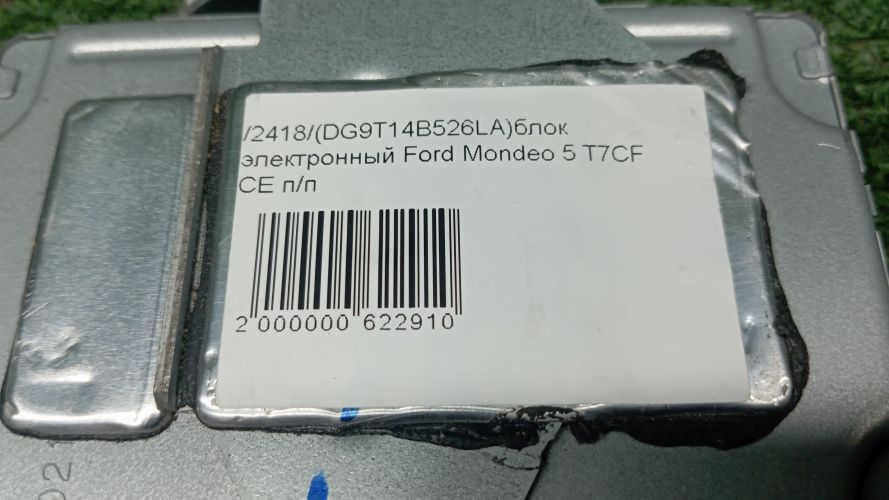 /2418/(DG9T14B526LA)блок
электронный Ford Mondeo 5 T7CF
CE п/п
2 000000 622910